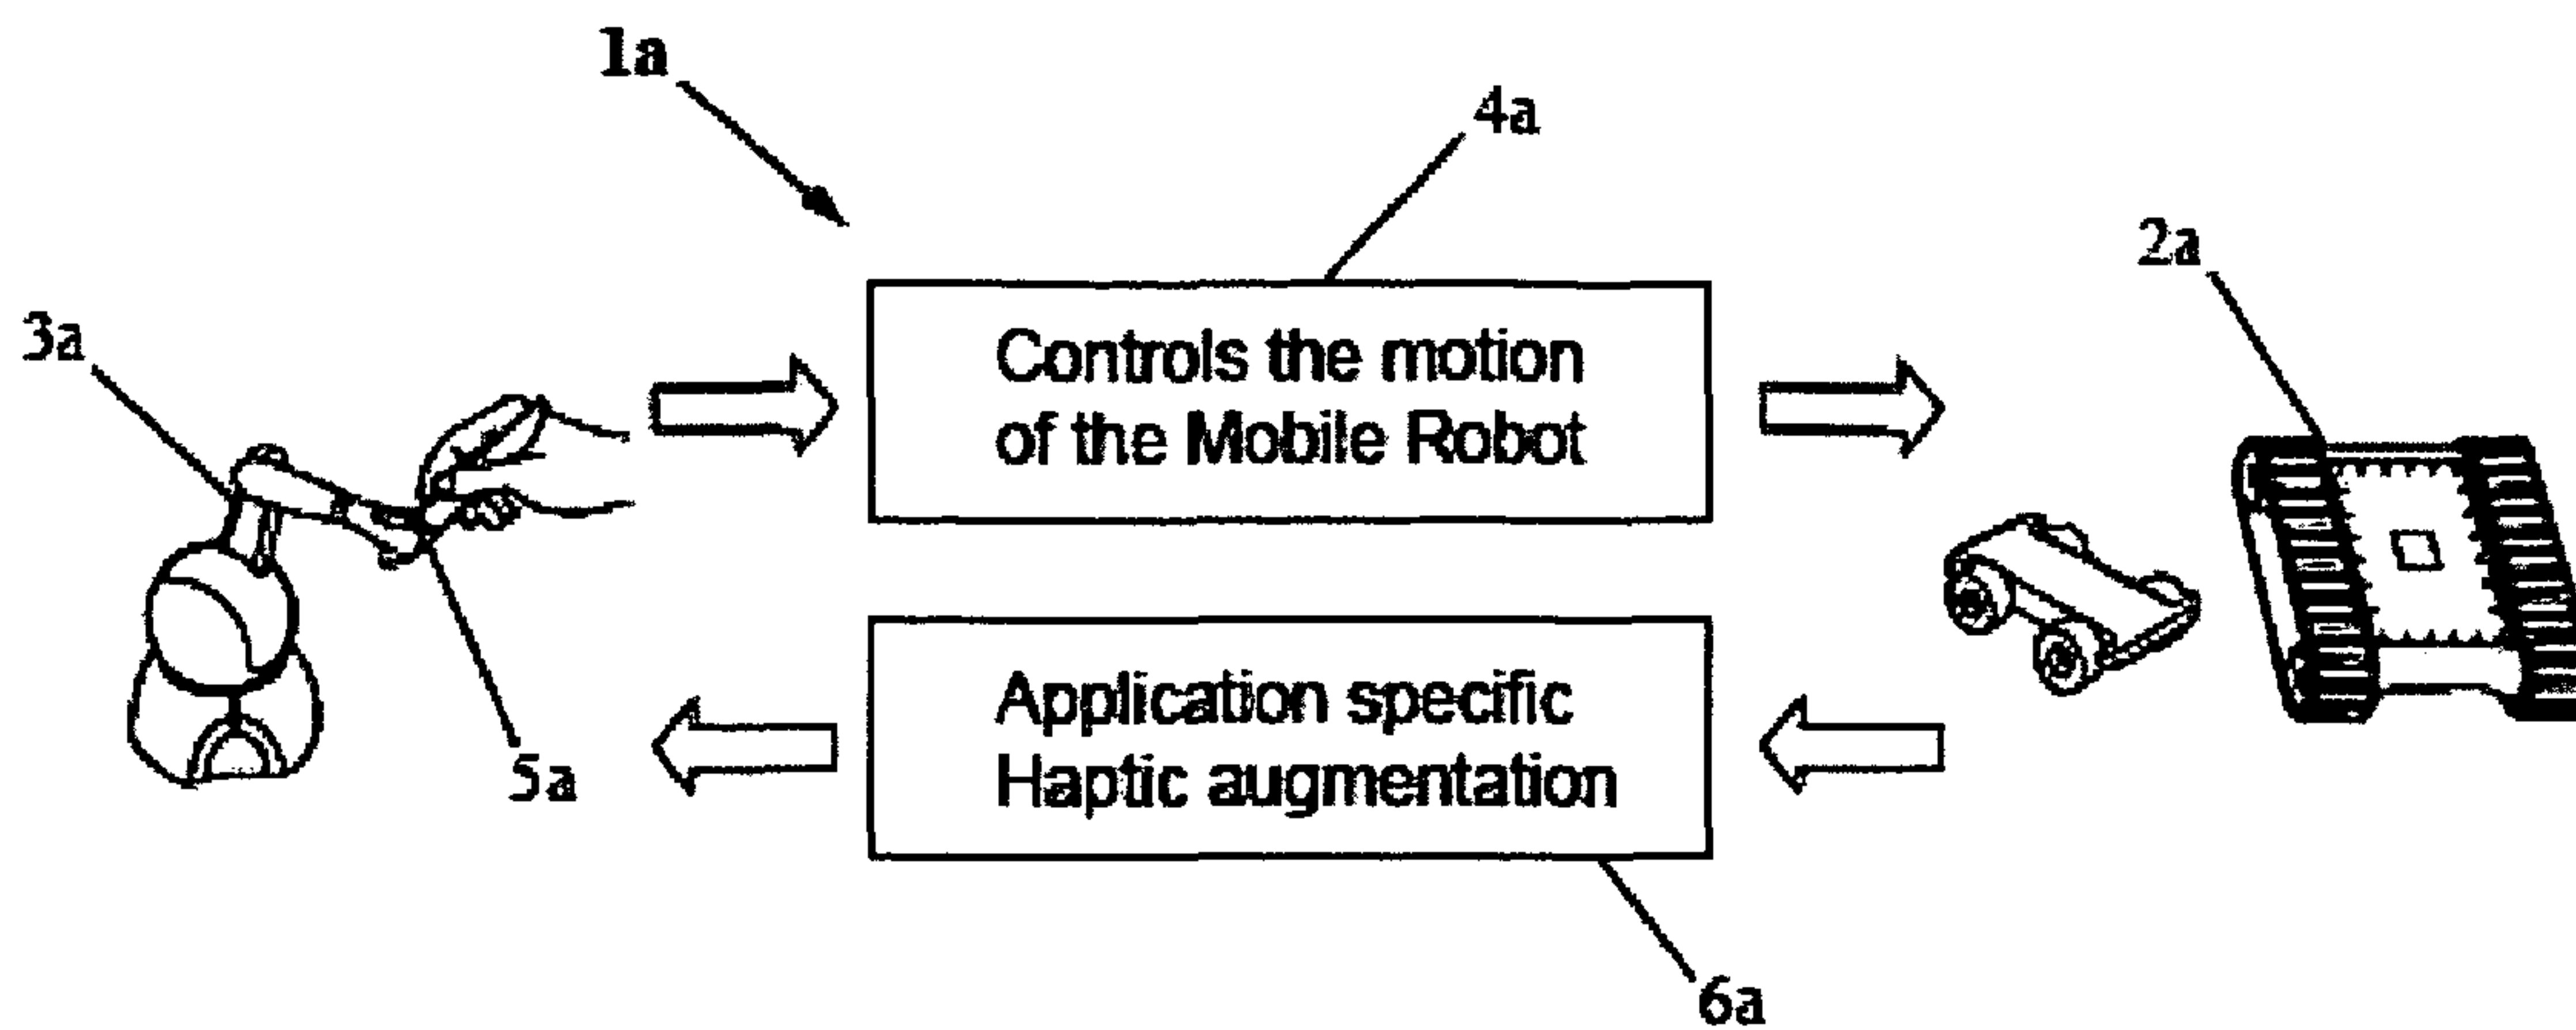 1a
4a
2a
3a
Controls the motion
of the Mobile Robot
Application specific
Haptic augmentation
5a
6a